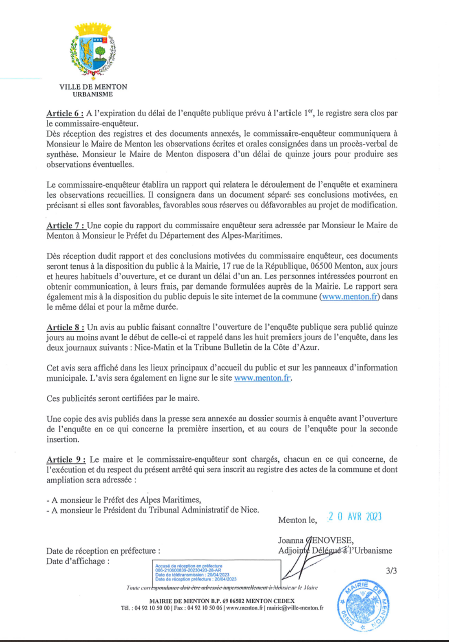 VILLE DE MENTON
URBANISME
Article 6 : A l'expiration du délai de l'enquête publique prévu à l'article 1er, le registre sera clos par
le commissaire-enquêteur.
Dès réception des registres et des documents annexés, le commissaire-enquêteur communiquera à
Monsieur le Maire de Menton les observations écrites et orales consignées dans un procès-verbal de
synthèse. Monsieur le Maire de Menton disposera d'un délai de quinze jours pour produire ses
observations éventuelles.
Le commissaire-enquêteur établira un rapport qui relatera le déroulement de l'enquête et examinera
les observations recueillies. Il consignera dans un document séparé ses conclusions motivées, en
précisant si elles sont favorables, favorables sous réserves ou défavorables au projet de modification.
Article 7 : Une copie du rapport du commissaire enquêteur sera adressée par Monsieur le Maire de
Menton à Monsieur le Préfet du Département des Alpes-Maritimes.
Dès réception dudit rapport et des conclusions motivées du commissaire enquêteur, ces documents
seront tenus à la disposition du public à la Mairie, 17 rue de la République, 06500 Menton, aux jours
et heures habituels d'ouverture, et ce durant un délai d'un an. Les personnes intéressées pourront en
obtenir communication, à leurs frais, par demande formulées auprès de la Mairie. Le rapport sera
également mis à la disposition du public depuis le site internet de la commune (www.menton.fr) dans
le même délai et pour la même durée.
Article 8 : Un avis au public faisant connaître l'ouverture de l'enquête publique sera publié quinze
jours au moins avant le début de celle-ci et rappelé dans les huit premiers jours de l'enquête, dans les
deux journaux suivants : Nice-Matin et la Tribune Bulletin de la Côte d'Azur.
Cet avis sera affiché dans les lieux principaux d'accueil du public et sur les panneaux d'information
municipale. L'avis sera également en ligne sur le site www.menton.fr.
Ces publicités seront certifiées par le maire.
Une copie des avis publiés dans la presse sera annexée au dossier soumis à enquête avant l'ouverture
de l'enquête en ce qui concerne la première insertion, et au cours de l'enquête pour la seconde
insertion.
Article 9 : Le maire et le commissaire-enquêteur sont chargés, chacun en ce qui concerne, de
l'exécution et du respect du présent arrêté qui sera inscrit au registre des actes de la commune et dont
ampliation sera adressée :
- A monsieur le Préfet des Alpes Maritimes,
- A monsieur le Président du Tribunal Administratif de Nice.
Menton le, 20 AVR 2023
Joanna GENOVESE,
Adjointe Délégué à l'Urbanisme
Date de réception en préfecture :
Date d'affichage :
Accusé de réception en préfecture
Date de télétransmission : 20/04/2023
Date de réception préfecture : 20/04/2023
3/3
Toute correspondance doit être adressée impersonnellement à Monsieur le Maire
MAIRIE DE MENTON B.P. 69 06502 MENTON CEDEX
Tél. : 04 92 10 50 00 | Fax : 04 92 10 50 06 | www.menton.fr | mairie@ville-menton.fr
MAIRIE DE MENTON